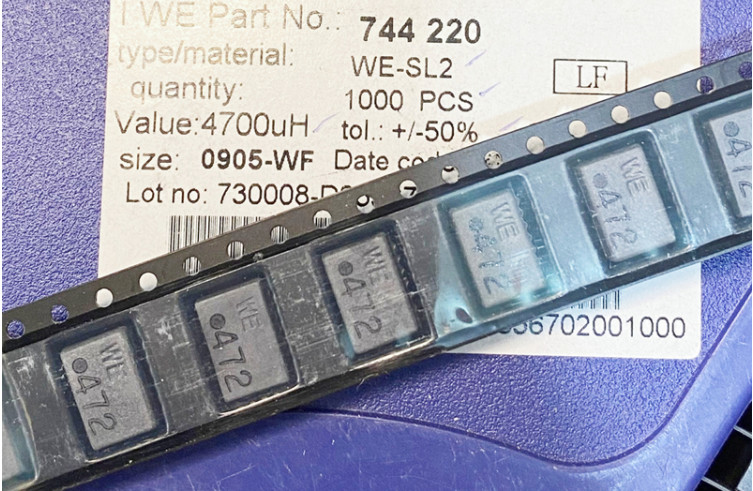 WE Part No.: 744 220
type/material: WE-SL2
LF
quantity: 1000 PCS
Value:4700uH tol.: +/-50%
size: 0905-WF Date
Lot no: 730008-
56702001000
WE
472
WE
472
WE
472
WE
472
WE
472
472